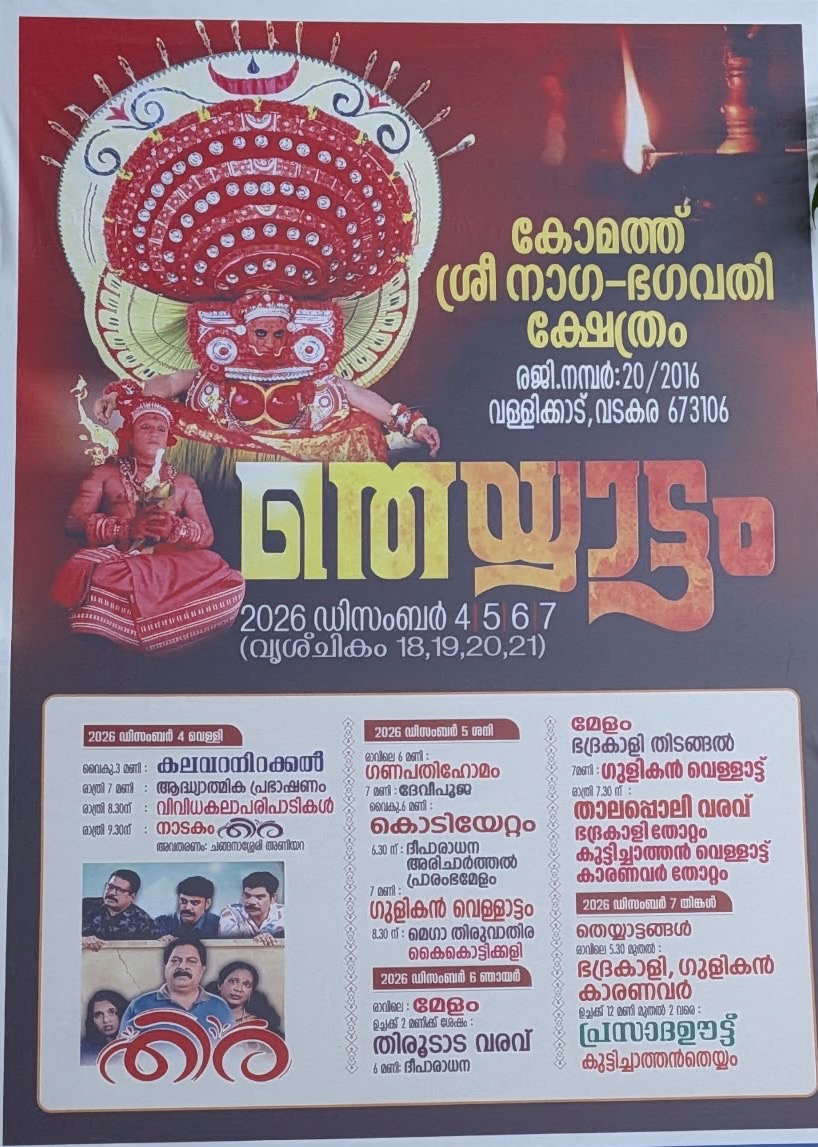 കോമത്ത്
ശ്രീ നാഗ-ഭഗവതി
ക്ഷേത്രം
രജി.നമ്പർ:20/2016
വള്ളിക്കാട്,വടകര 673106
തെയ്യാട്ടം
2026 ഡിസംബർ 4|5|6|7
(വൃശ്ചികം 18,19,20,21)
2026 ഡിസംബർ 4 വെള്ളി
വൈകു.3 മണി : കലവറനിറക്കൽ
രാത്രി 7 മണി : ആദ്ധ്യാത്മിക പ്രഭാഷണം
രാത്രി 8.30ന് : വിവിധകലാപരിപാടികൾ
രാത്രി 9.30ന് : നാടകം തിര
അവതരണം: ചങ്ങനാശ്ശേരി അണിയറ
തിര
2026 ഡിസംബർ 5 ശനി
രാവിലെ 6 മണി :
ഗണപതിഹോമം
7 മണി : ദേവീപൂജ
വൈകു.6 മണി :
കൊടിയേറ്റം
6.30 ന് : ദീപാരാധന
അരിചാർത്തൽ
പ്രാരംഭമേളം
7 മണി :
ഗുളികൻ വെള്ളാട്ടം
8.30 ന് : മെഗാ തിരുവാതിര
കൈകൊട്ടിക്കളി
2026 ഡിസംബർ 6 ഞായർ
രാവിലെ : മേളം
ഉച്ചക്ക് 2 മണിക്ക് ശേഷം :
തിരൂടാട വരവ്
6 മണി: ദീപാരാധന
മേളം
ഭദ്രകാളി തിടങ്ങൽ
7മണി : ഗുളികൻ വെള്ളാട്ട്
രാത്രി 7.30 ന് :
താലപ്പൊലി വരവ്
ഭദ്രകാളി തോറ്റം
കുട്ടിച്ചാത്തൻ വെള്ളാട്ട്
കാരണവർ തോറ്റം
2026 ഡിസംബർ 7 തിങ്കൾ
തെയ്യാട്ടങ്ങൾ
രാവിലെ 5.30 മുതൽ :
ഭദ്രകാളി, ഗുളികൻ
കാരണവർ
ഉച്ചക്ക് 12 മണി മുതൽ 2 വരെ :
പ്രസാദഊട്ട്
കുട്ടിച്ചാത്തൻതെയ്യം